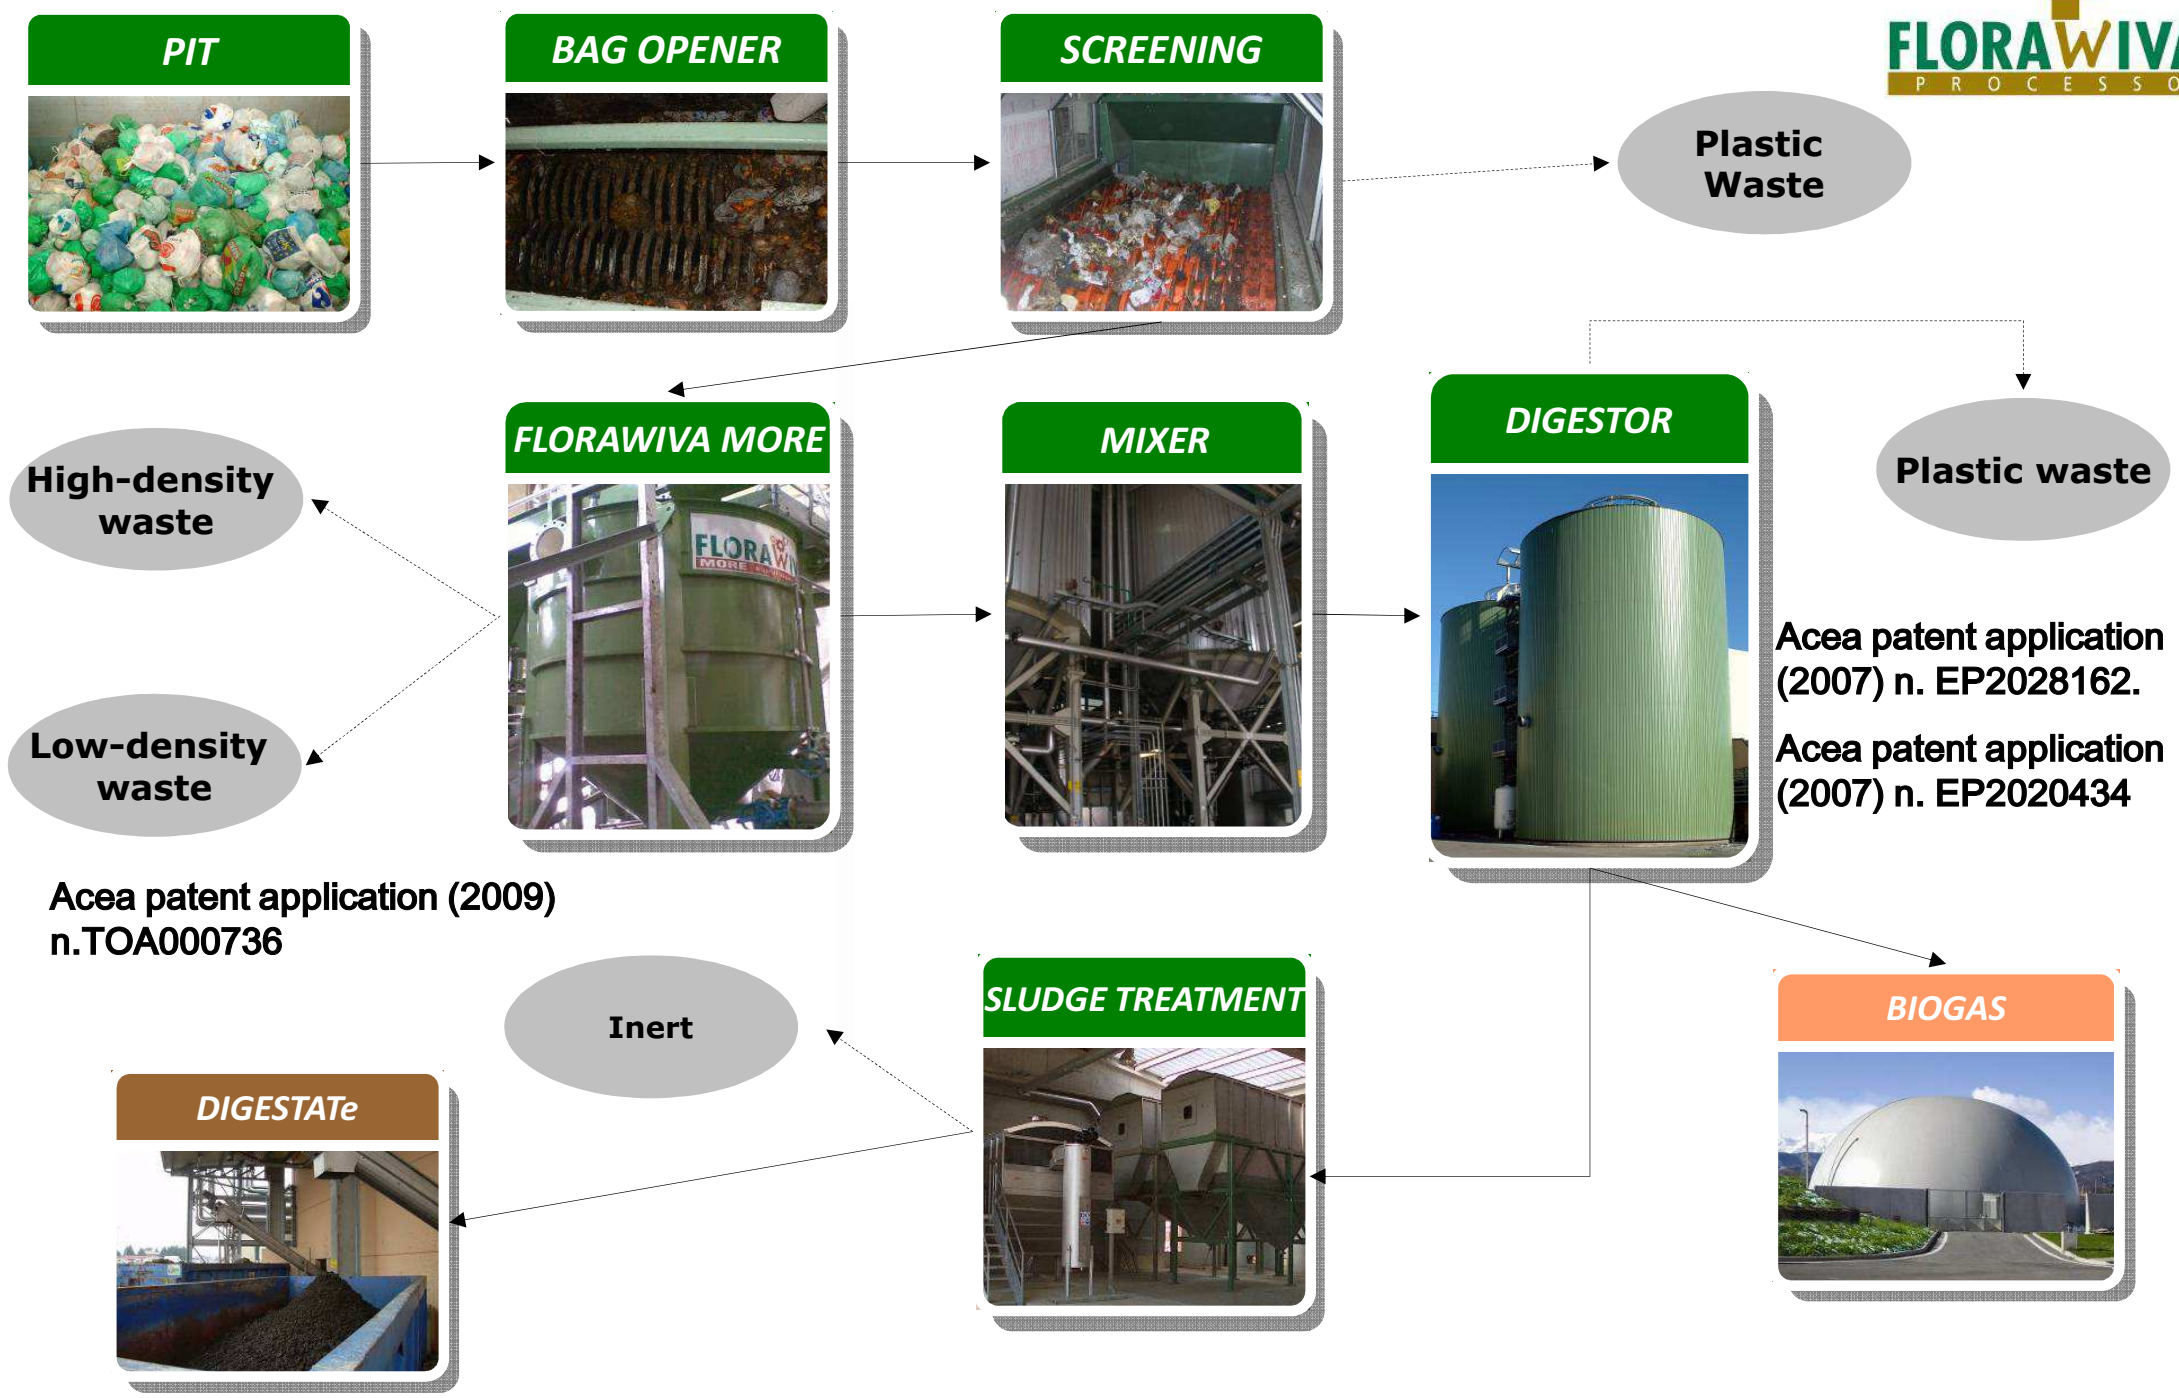 PIT
BAG OPENER
SCREENING
FLORAWIVA
PROCESSO
Plastic
Waste
FLORAWIVA MORE
MIXER
DIGESTOR
High-density
waste
Plastic waste
FLORAW
MORE
Low-density
waste
Acea patent application
(2007) n. EP2028162.
Acea patent application
(2007) n. EP2020434
Acea patent application (2009)
n.TOA000736
Inert
SLUDGE TREATMENT
BIOGAS
DIGESTATe